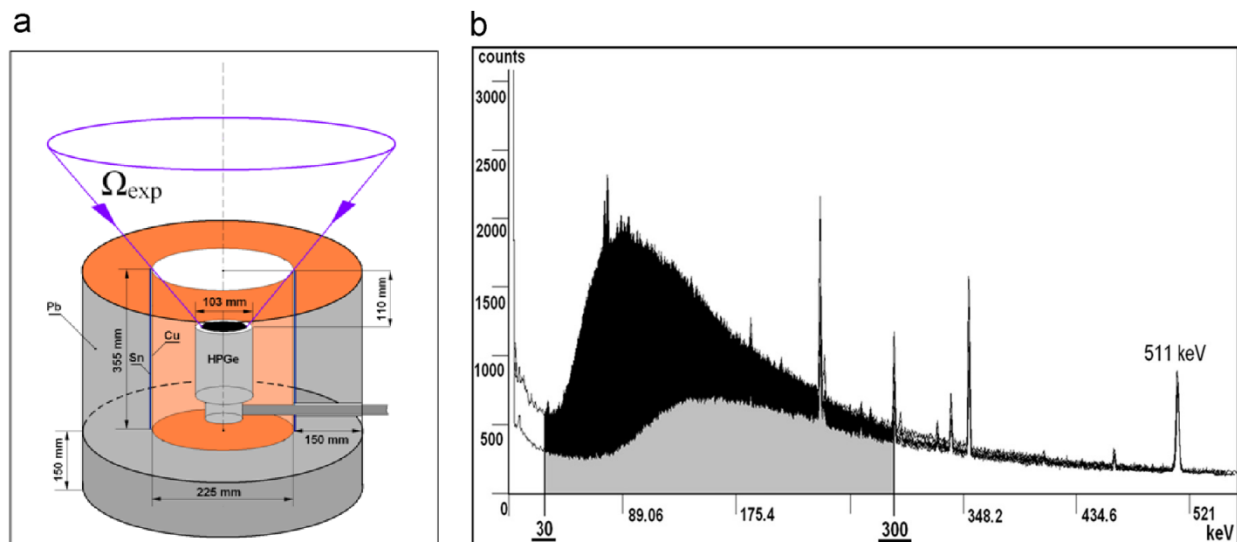 a
b
Ωexp
103 mm
110 mm
Pb
Cu
355 mm
Sn
HPGe
150 mm
150 mm
225 mm
counts
3000
2500
2000
1500
1000
500
511 keV
0
30
89.06
175.4
300
348.2
434.6
521
keV